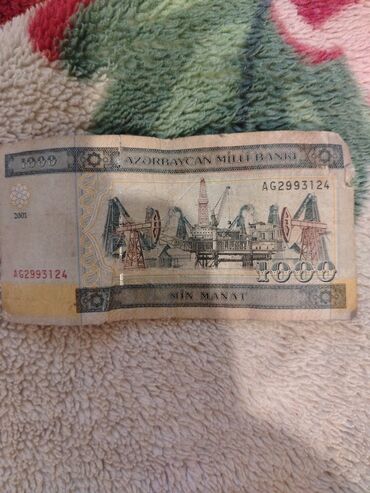 1000
AZƏRBAYCAN MİLLİ BANKI
AG2993124
2001
AG2993124
1000
MİN MANAT